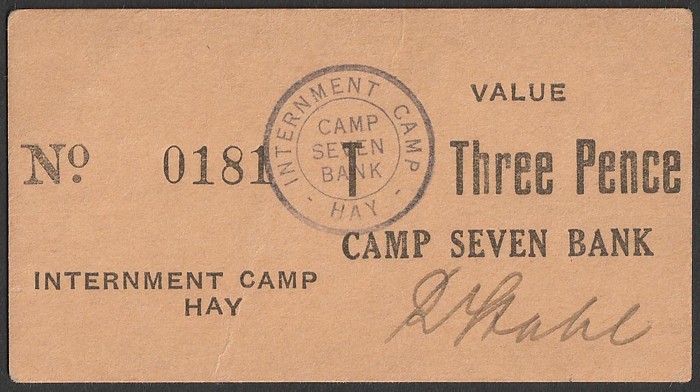 VALUE
INTERNMENT CAMP
CAMP
SEVEN
BANK
- HAY -
Nº 0181 T Three Pence
CAMP SEVEN BANK
INTERNMENT CAMP
HAY